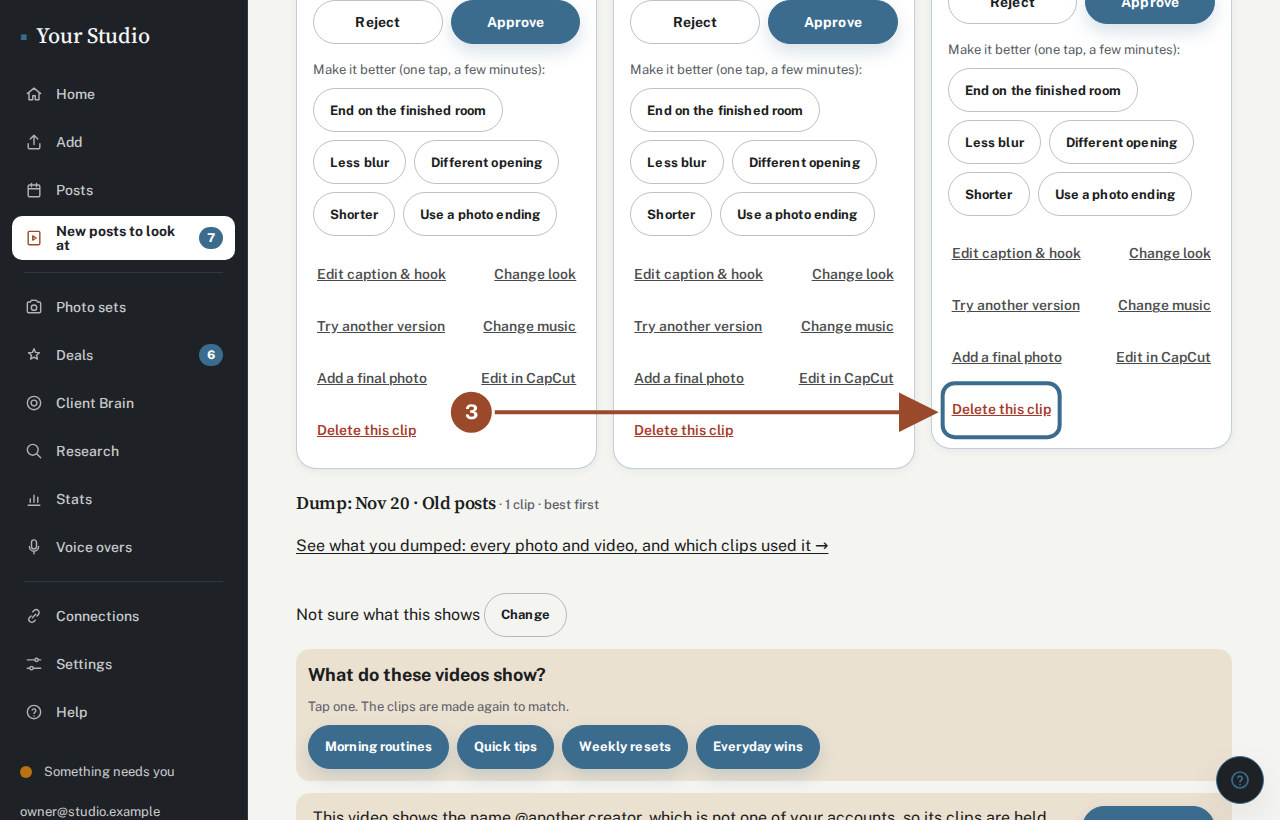 Your Studio
Home
Add
Posts
New posts to look at
7
Photo sets
Deals
6
Client Brain
Research
Stats
Voice overs
Connections
Settings
Help
Something needs you
owner@studio.example
Reject
Approve
Make it better (one tap, a few minutes):
End on the finished room
Less blur
Different opening
Shorter
Use a photo ending
Edit caption & hook
Change look
Try another version
Change music
Add a final photo
Edit in CapCut
Delete this clip
Reject
Approve
Make it better (one tap, a few minutes):
End on the finished room
Less blur
Different opening
Shorter
Use a photo ending
Edit caption & hook
Change look
Try another version
Change music
Add a final photo
Edit in CapCut
Delete this clip
Reject
Approve
Make it better (one tap, a few minutes):
End on the finished room
Less blur
Different opening
Shorter
Use a photo ending
Edit caption & hook
Change look
Try another version
Change music
Add a final photo
Edit in CapCut
Delete this clip
3
Dump: Nov 20 · Old posts · 1 clip · best first
See what you dumped: every photo and video, and which clips used it →
Not sure what this shows
Change
What do these videos show?
Tap one. The clips are made again to match.
Morning routines
Quick tips
Weekly resets
Everyday wins
This video shows the name @another.creator, which is not one of your accounts, so its clips are held